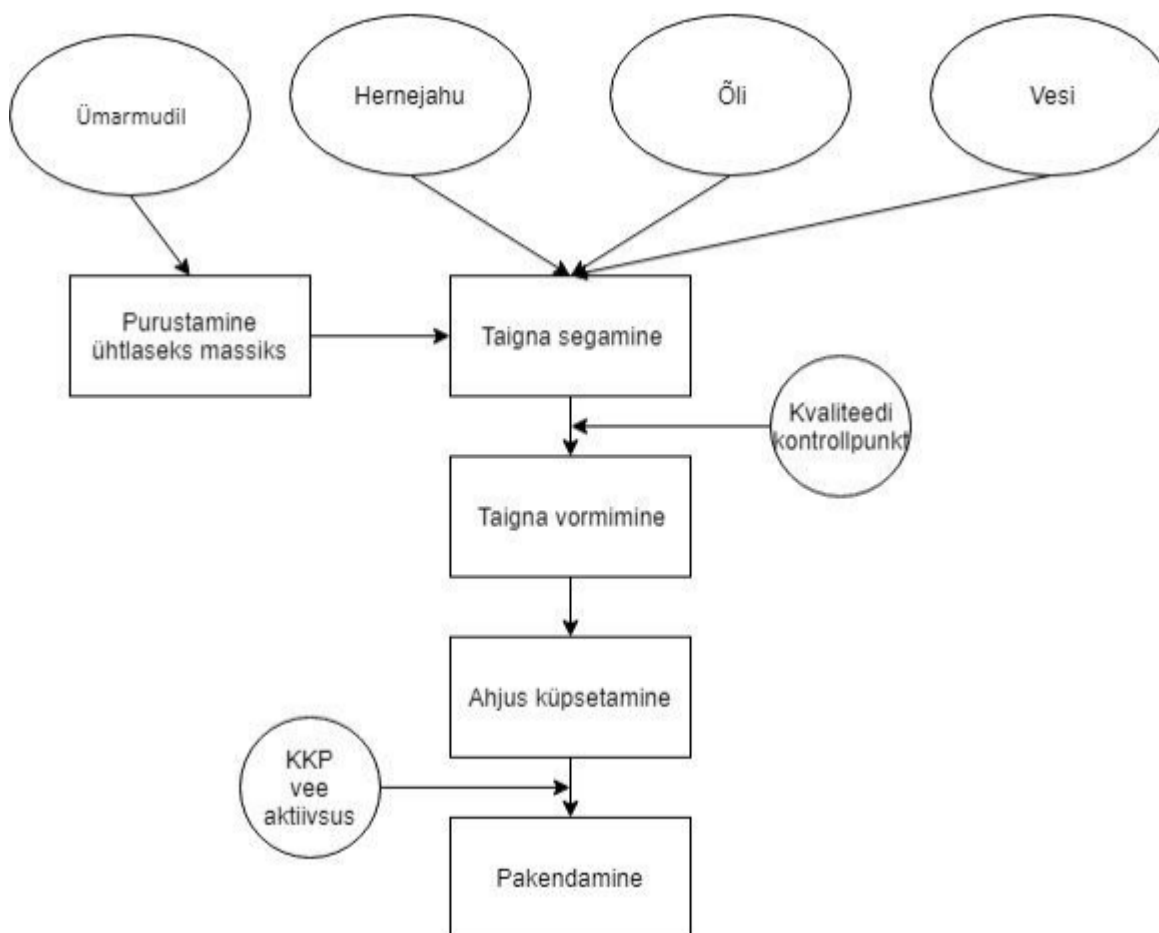 Ümarmudil
Hernejahu
Õli
Vesi
Purustamine
ühtlaseks massiks
Taigna segamine
Kvaliteedi
kontrollpunkt
Taigna vormimine
Ahjus küpsetamine
KKP
vee
aktiivsus
Pakendamine